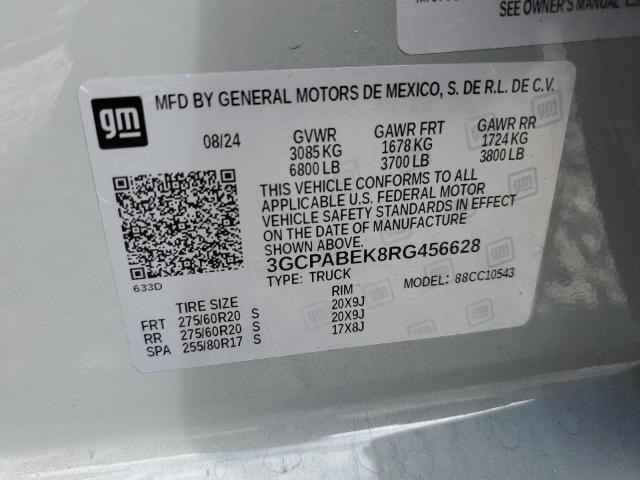 SEE OWNER'S MANUAL
gm
MFD BY GENERAL MOTORS DE MEXICO, S. DE R.L. DE C.V.
08/24 GVWR GAWR FRT GAWR RR
3085 KG 1678 KG 1724 KG
6800 LB 3700 LB 3800 LB
THIS VEHICLE CONFORMS TO ALL
APPLICABLE U.S. FEDERAL MOTOR
VEHICLE SAFETY STANDARDS IN EFFECT
ON THE DATE OF MANUFACTURE
SHOWN ABOVE.
3GCPABEK8RG456628
633D TYPE: TRUCK MODEL: 88CC10543
TIRE SIZE RIM
FRT 275/60R20 S 20X9J
RR 275/60R20 S 20X9J
SPA 255/80R17 S 17X8J